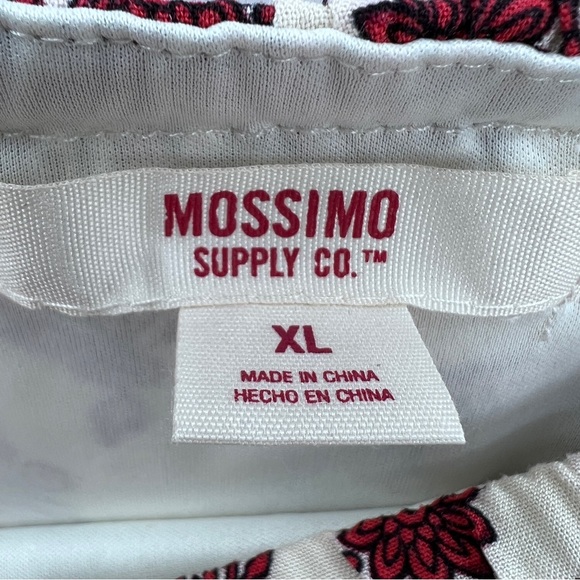 MOSSIMO
SUPPLY CO.™
XL
MADE IN CHINA
HECHO EN CHINA